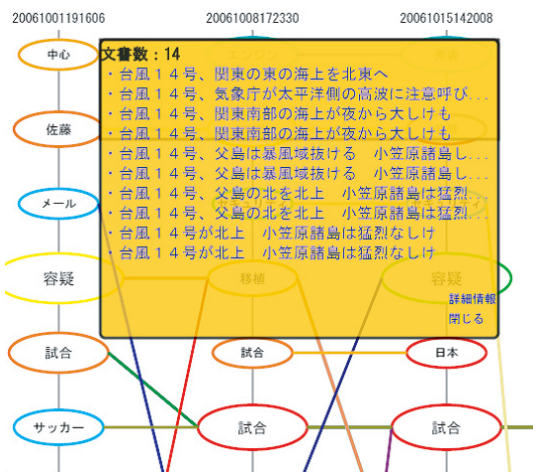 20061001191606
20061008172330
20061015142008
中心
佐藤
メール
容疑
試合
サッカー
文書数：14
・台風１４号、関東の東の海上を北東へ
・台風１４号、気象庁が太平洋側の高波に注意呼び...
・台風１４号、関東南部の海上が夜から大しけも
・台風１４号、関東南部の海上が夜から大しけも
・台風１４号、父島は暴風域抜ける　小笠原諸島し...
・台風１４号、父島は暴風域抜ける　小笠原諸島し...
・台風１４号、父島の北を北上　小笠原諸島は猛烈...
・台風１４号、父島の北を北上　小笠原諸島は猛烈...
・台風１４号が北上　小笠原諸島は猛烈なしけ
・台風１４号が北上　小笠原諸島は猛烈なしけ
詳細情報
閉じる
移植
試合
試合
容疑
日本
試合